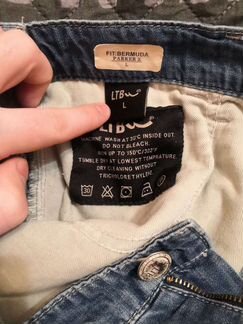 FIT BERMUDA
PARKER X
L
LTB
L
LTB
MACHINE WASH AT 30°C INSIDE OUT.
DO NOT BLEACH.
IRON UP TO 150°C/302°F
TUMBLE DRY AT LOWEST TEMPRATURE.
DRY CLEANING WITHOUT
TRICHLORETHYLENE.